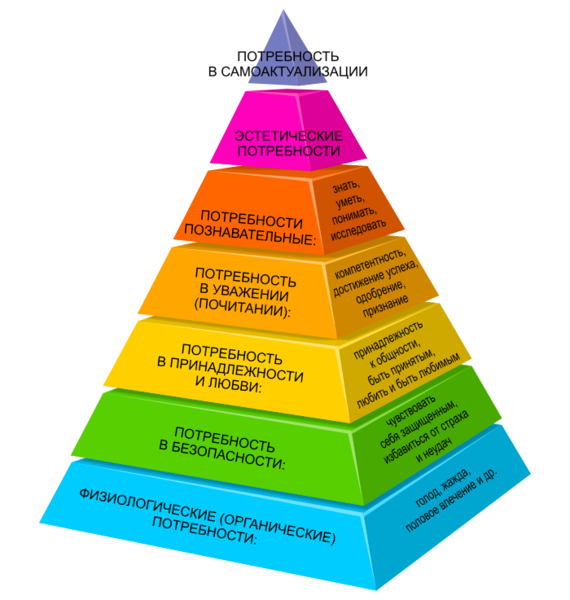 ПОТРЕБНОСТЬ
В САМОАКТУАЛИЗАЦИИ
ЭСТЕТИЧЕСКИЕ
ПОТРЕБНОСТИ
ПОТРЕБНОСТИ
ПОЗНАВАТЕЛЬНЫЕ:
знать,
уметь,
понимать,
исследовать
ПОТРЕБНОСТЬ
В УВАЖЕНИИ
(ПОЧИТАНИИ):
компетентность,
достижение успеха,
одобрение,
признание
ПОТРЕБНОСТЬ
В ПРИНАДЛЕЖНОСТИ
И ЛЮБВИ:
принадлежность
к общности,
быть принятым,
любить и быть любимым
ПОТРЕБНОСТЬ
В БЕЗОПАСНОСТИ:
чувствовать
себя защищенным,
избавиться от страха
и неудач
ФИЗИОЛОГИЧЕСКИЕ (ОРГАНИЧЕСКИЕ)
ПОТРЕБНОСТИ:
голод, жажда,
половое влечение и др.